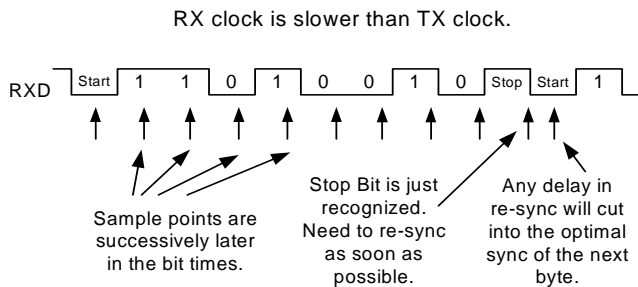 RX clock is slower than TX clock.
RXD Start 1 1 0 1 0 0 1 0 Stop Start 1
Sample points are
successively later
in the bit times.
Stop Bit is just
recognized.
Need to re-sync
as soon as
possible.
Any delay in
re-sync will cut
into the optimal
sync of the next
byte.